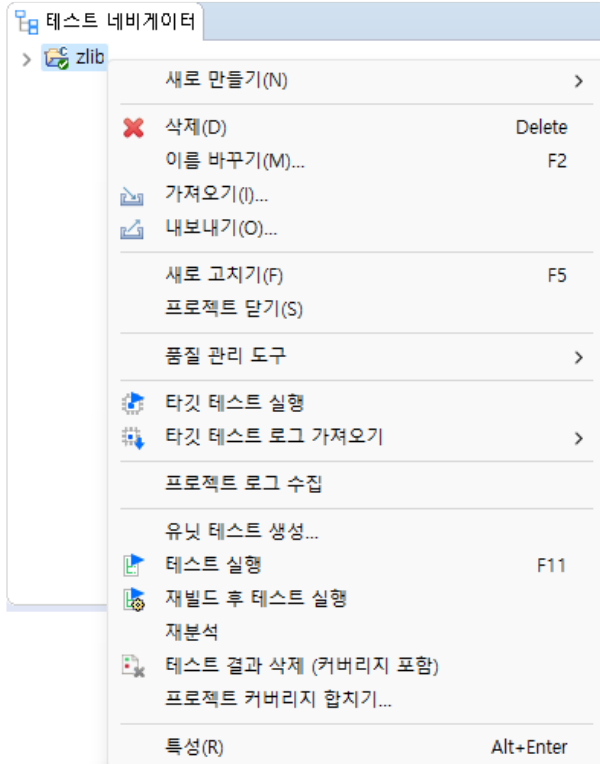 테스트 네비게이터
zlib
새로 만들기(N)
삭제(D) Delete
이름 바꾸기(M)... F2
가져오기(I)...
내보내기(O)...
새로 고치기(F) F5
프로젝트 닫기(S)
품질 관리 도구
타깃 테스트 실행
타깃 테스트 로그 가져오기
프로젝트 로그 수집
유닛 테스트 생성...
테스트 실행 F11
재빌드 후 테스트 실행
재분석
테스트 결과 삭제 (커버리지 포함)
프로젝트 커버리지 합치기...
특성(R) Alt+Enter